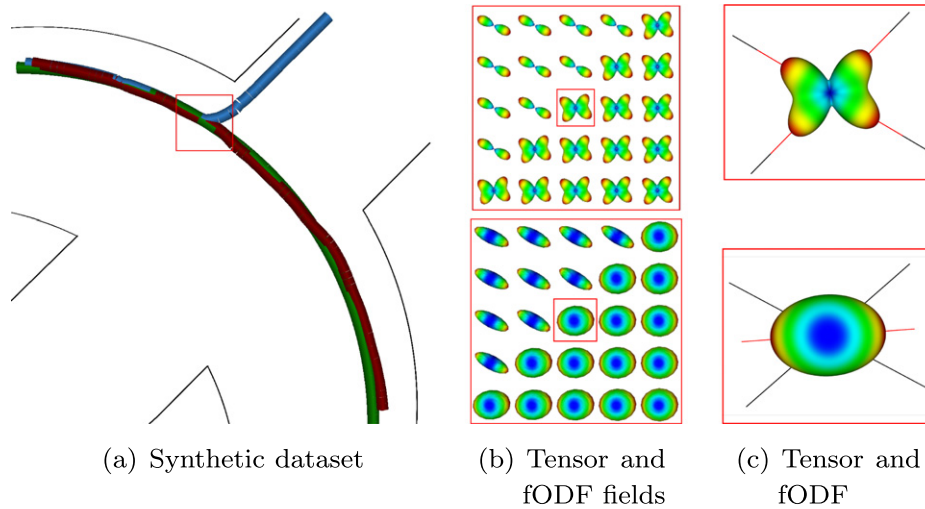 (a) Synthetic dataset
(b) Tensor and
fODF fields
(c) Tensor and
fODF